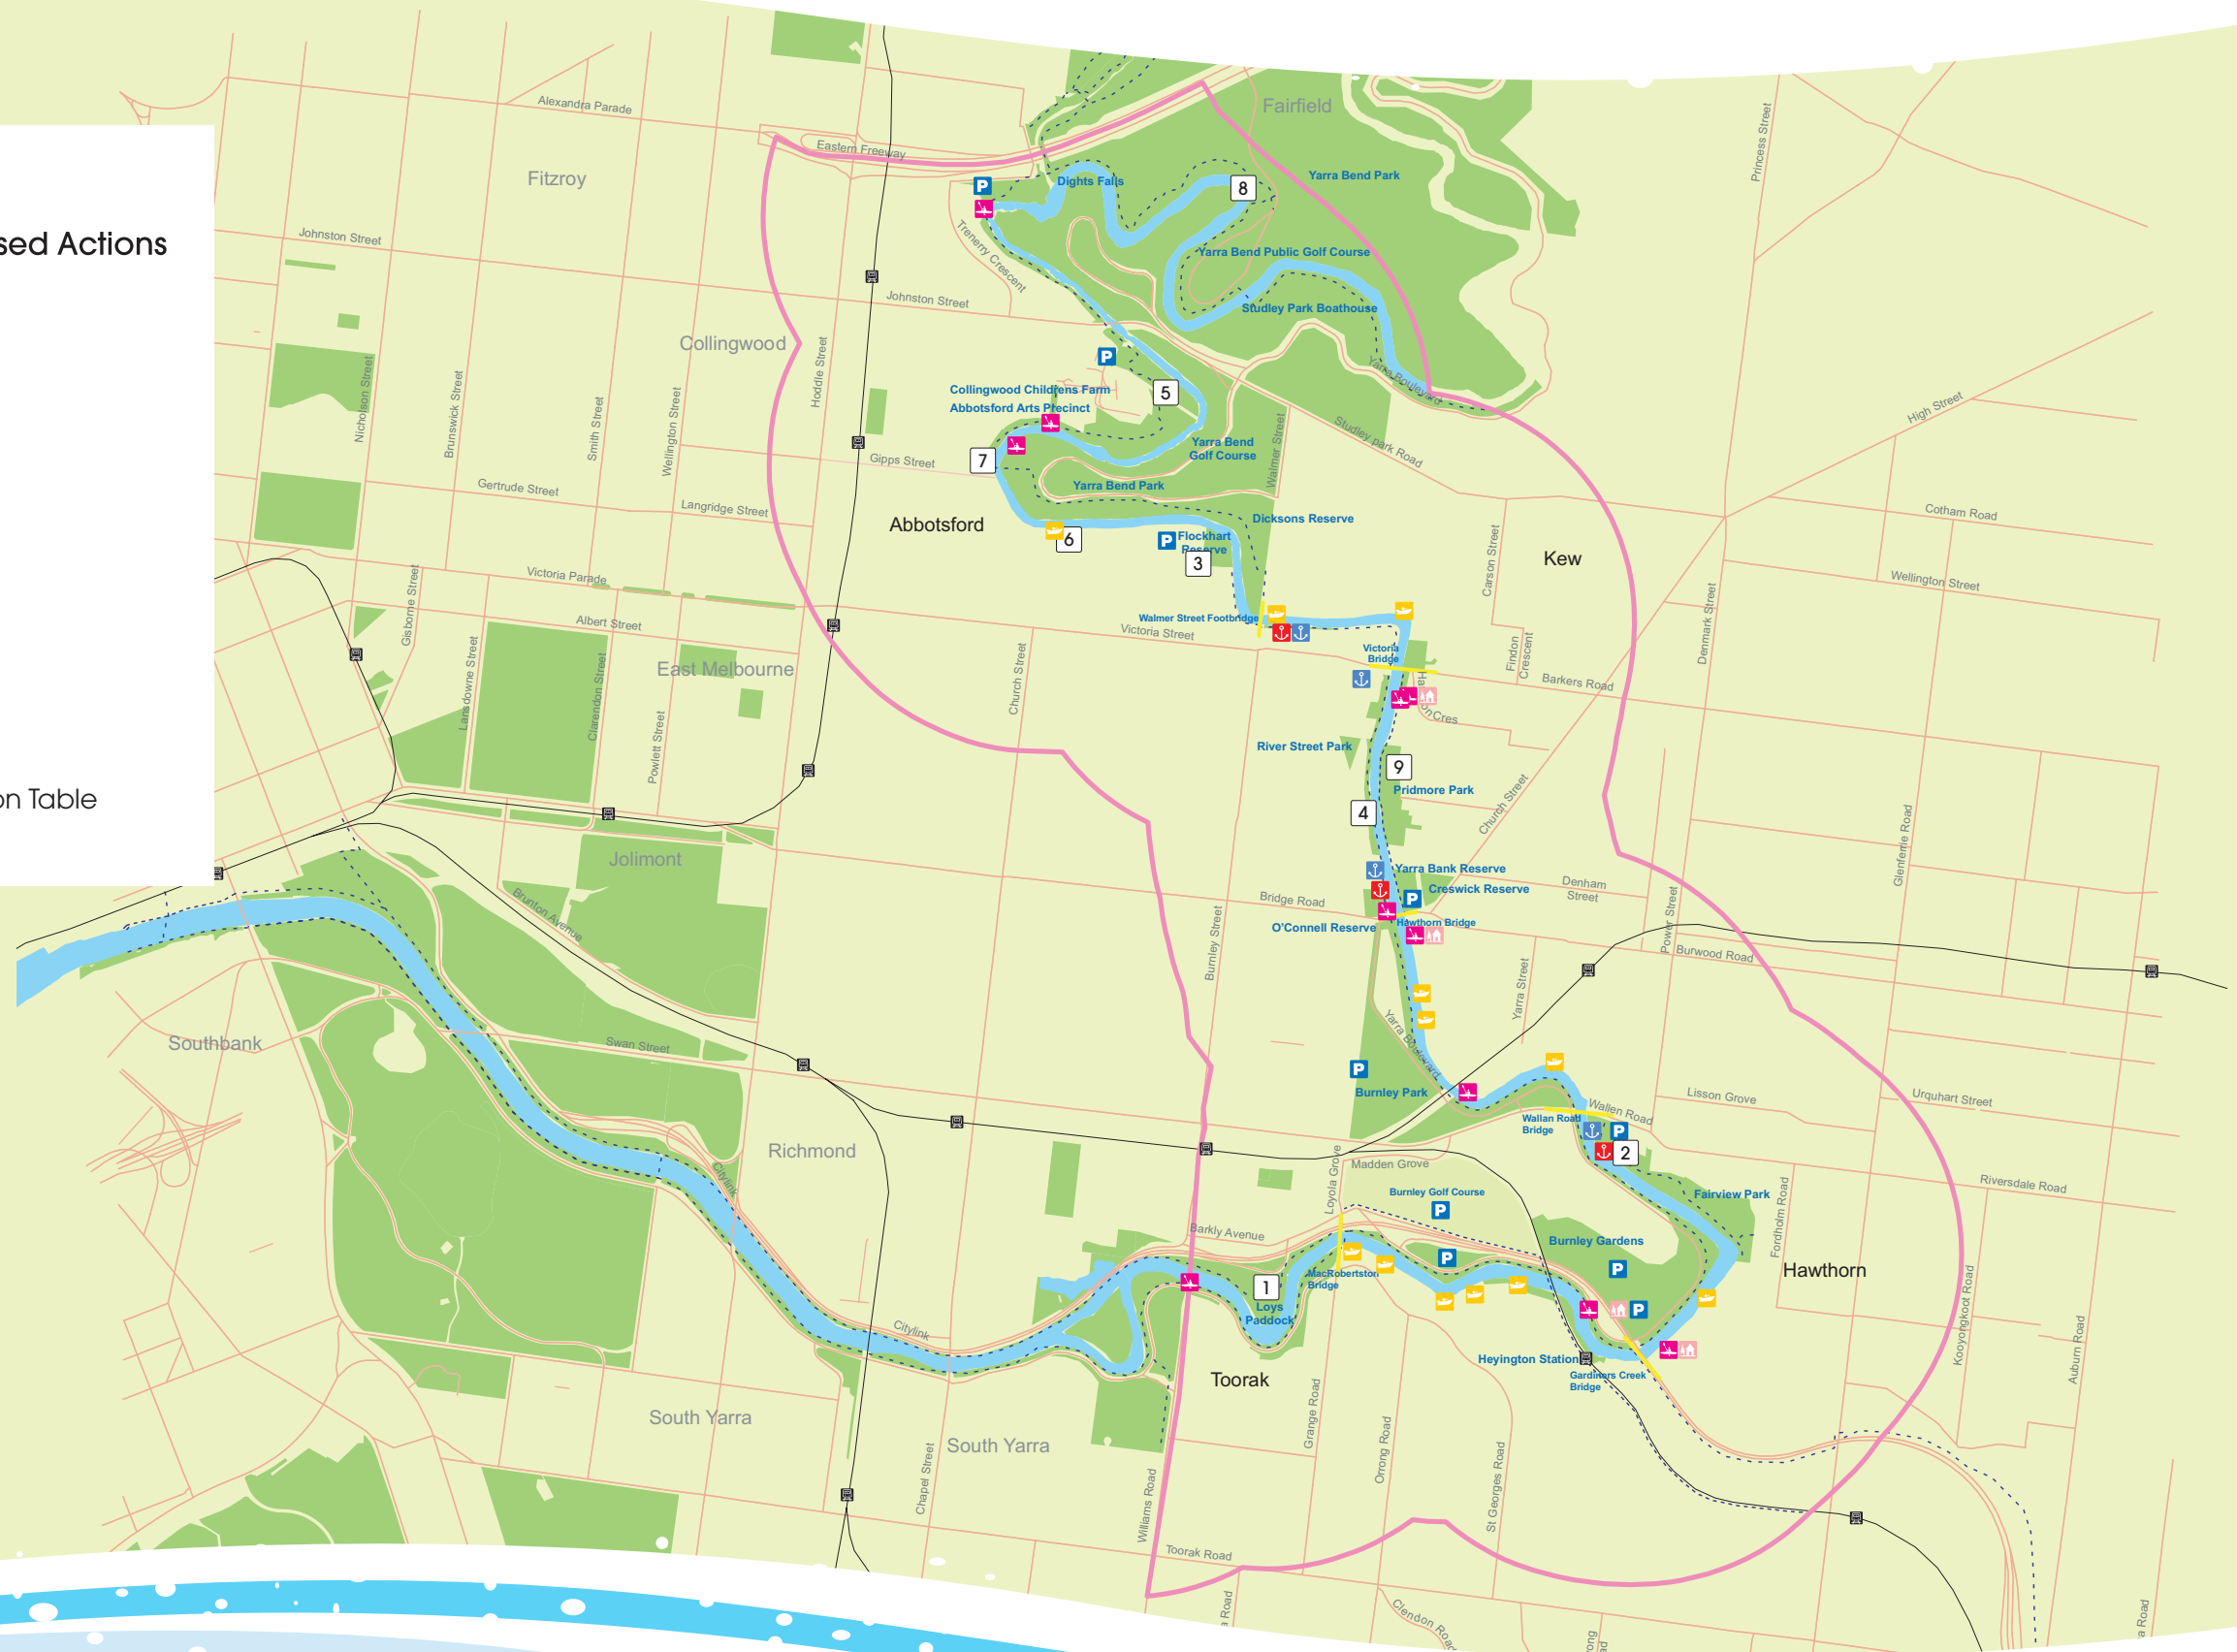 sed Actions
on Table
Fairfield
Alexandra Parade
Princess Street
Eastern Freeway
Fitzroy
P
Dights Falls
8
Yarra Bend Park
Johnston Street
Trenerry Crescent
Yarra Bend Public Golf Course
Johnston Street
Studley Park Boathouse
Collingwood
Hoddle Street
P
Yarra Boulevard
Nicholson Street
Brunswick Street
Smith Street
Wellington Street
Collingwood Childrens Farm
5
Abbotsford Arts Precinct
High Street
Walmer Street
Studley park Road
Yarra Bend
Golf Course
7
Gipps Street
Gertrude Street
Yarra Bend Park
Langridge Street
Abbotsford
Dicksons Reserve
Cotham Road
6
P
Flockhart
Reserve
3
Carson Street
Kew
Victoria Parade
Gisborne Street
Wellington Street
Albert Street
Walmer Street Footbridge
Victoria Street
Denmark Street
Lansdowne Street
Clarendon Street
East Melbourne
Powlett Street
Church Street
Victoria
Bridge
Findon
Crescent
Barkers Road
River Street Park
9
Pridmore Park
4
Church Street
Glenferrie Road
Jolimont
Brunton Avenue
Yarra Bank Reserve
P
Creswick Reserve
Denham
Street
Bridge Road
Hawthorn Bridge
O'Connell Reserve
Burnley Street
Power Street
Burwood Road
Yarra Street
Yarra Boulevard
Southbank
Swan Street
P
Burnley Park
Lisson Grove
Urquhart Street
Wallen Road
Wallan Road
Bridge
P
2
Richmond
Citylink
Madden Grove
Loyola Grove
Burnley Golf Course
P
Fairview Park
Fordholm Road
Riversdale Road
Barkly Avenue
Burnley Gardens
P
P
Hawthorn
MacRobertston
Bridge
1
Loys
Paddock
P
Citylink
Kooyongkoot Road
Auburn Road
Heyington Station
Gardiners Creek
Bridge
Toorak
South Yarra
South Yarra
Chapel Street
Grange Road
Orrong Road
St Georges Road
Williams Road
Toorak Road
Clendon Road